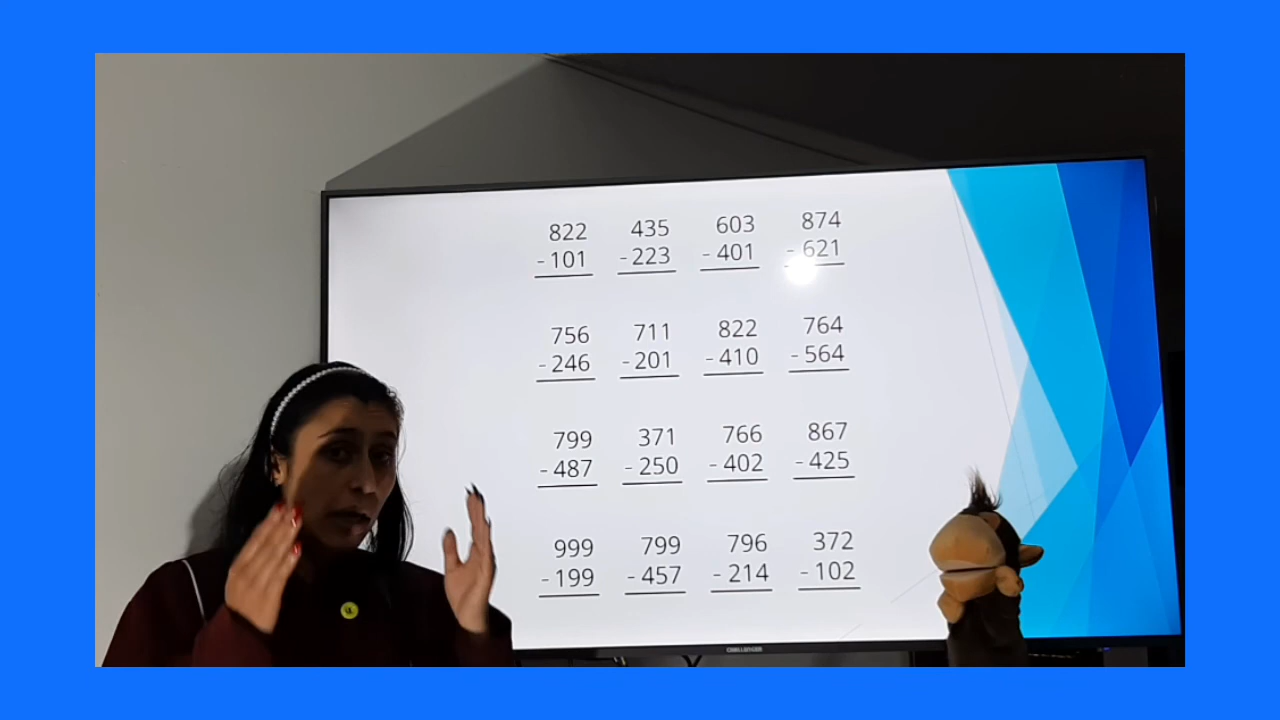 822 435 603 874
-101 -223 -401 -621
756 711 822 764
-246 -201 -410 -564
799 371 766 867
-487 -250 -402 -425
999 799 796 372
-199 -457 -214 -102
CHALLENGER